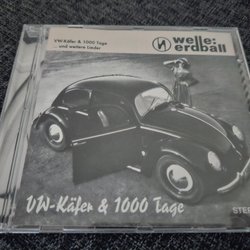 VW-Käfer & 1000 Tage
... und weitere Lieder
welle:
erdball
VW-Käfer & 1000 Tage